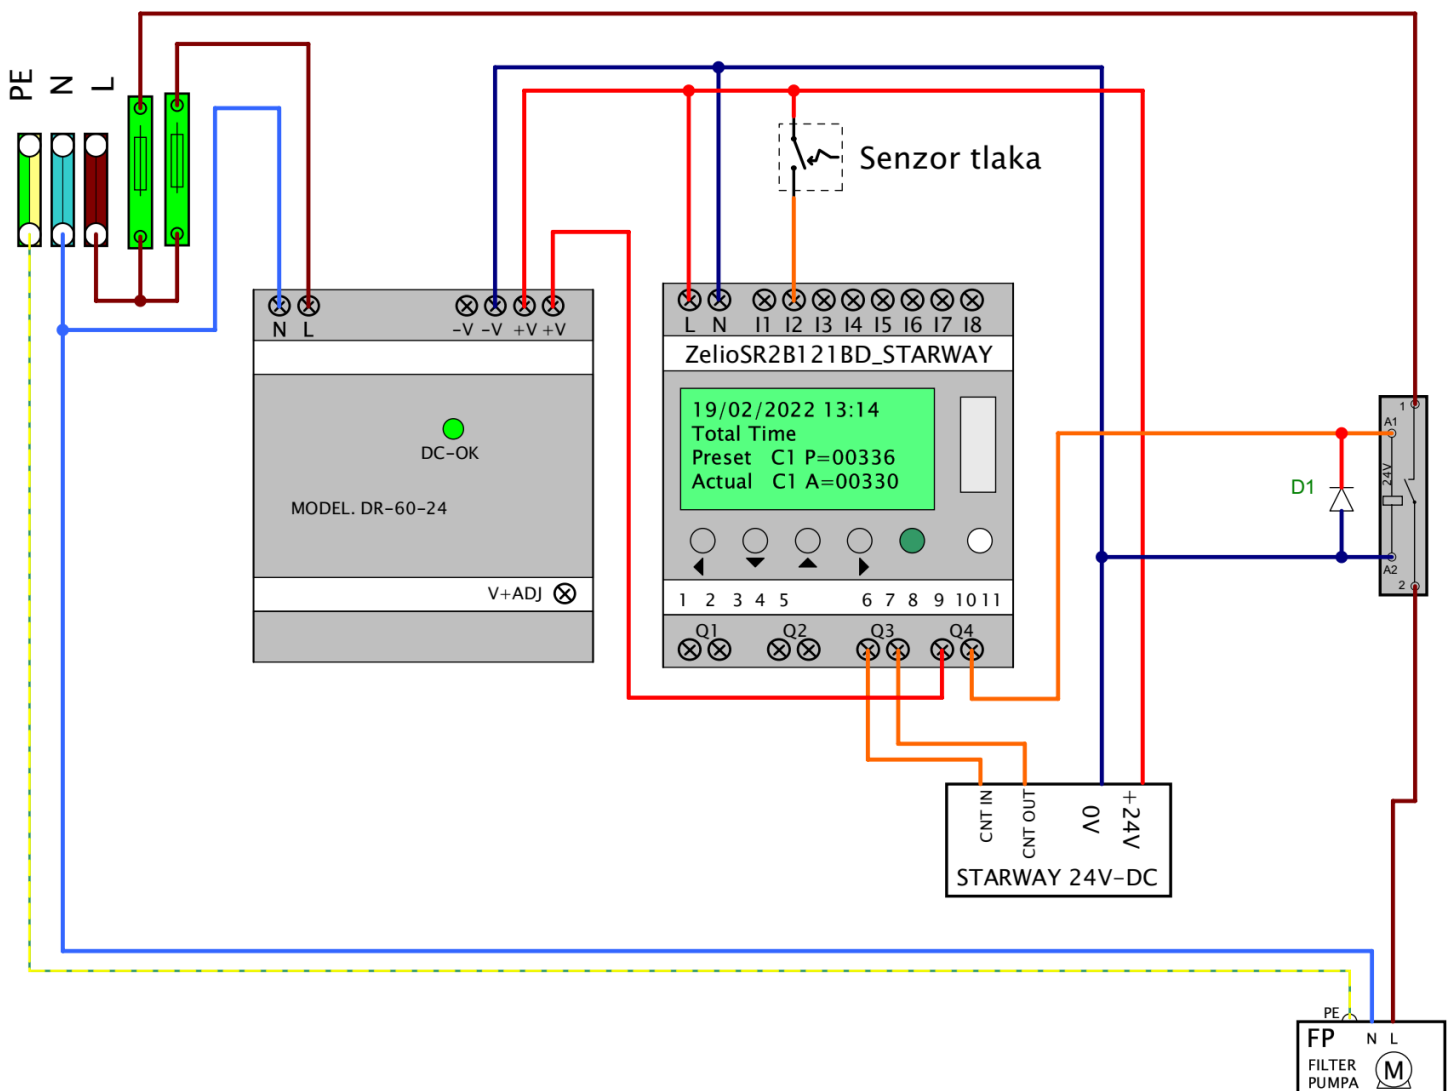 PE
N
L
Senzor tlaka
N L
-V -V +V +V
DC-OK
MODEL. DR-60-24
V+ADJ
L N I1 I2 I3 I4 I5 I6 I7 I8
ZelioSR2B121BD_STARWAY
19/02/2022 13:14
Total Time
Preset C1 P=00336
Actual C1 A=00330
1 2 3 4 5 6 7 8 9 10 11
Q1 Q2 Q3 Q4
1
A1
24V
D1
A2
2
CNT IN
CNT OUT
0V
+24V
STARWAY 24V-DC
PE
FP N L
FILTER
PUMPA
M